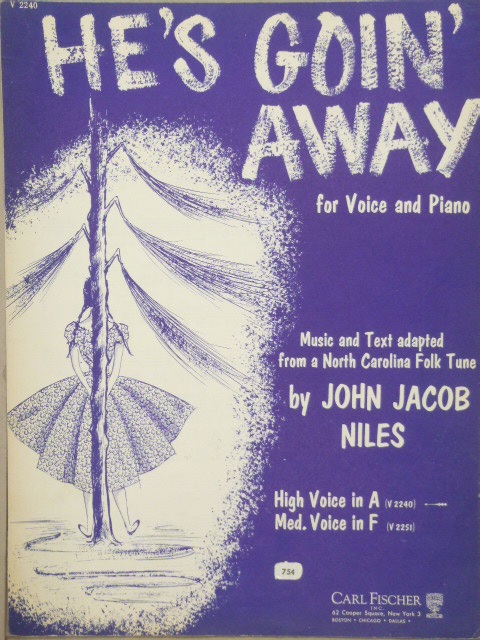 V 2240
HE'S GOIN'
AWAY
for Voice and Piano
Music and Text adapted
from a North Carolina Folk Tune
by JOHN JACOB
NILES
High Voice in A (V 2240)
Med. Voice in F (V 2251)
75¢
CARL FISCHER
INC.
62 Cooper Square, New York 3
BOSTON • CHICAGO • DALLAS •